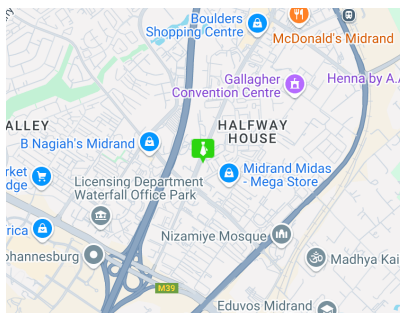 Boulders
Shopping Centre
McDonald's Midrand
Gallagher
Convention Centre
Henna by A.A
ALLEY
HALFWAY
HOUSE
B Nagiah's Midrand
rket
dge
Midrand Midas
- Mega Store
Licensing Department
Waterfall Office Park
rica
Nizamiye Mosque
ohannesburg
Madhya Kai
M39
Eduvos Midrand